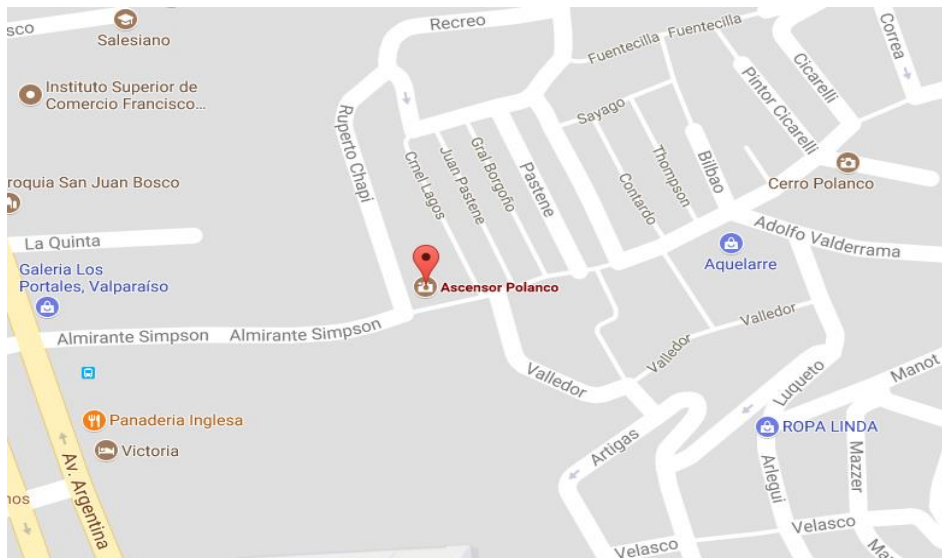 sco
Salesiano
Recreo
Fuentecilla
Fuentecilla
Correa
Cicarelli
Pintor Cicarelli
Instituto Superior de
Comercio Francisco...
Ruperto Chapi
Sayago
Crnel Lagos
Juan Pastene
Gral Borgoño
Pastene
Contardo
Thompson
Bilbao
Cerro Polanco
roquia San Juan Bosco
La Quinta
Adolfo Valderrama
Aquelarre
Galeria Los
Portales, Valparaíso
Ascensor Polanco
Almirante Simpson
Almirante Simpson
Valledor
Valledor
Valledor
Luqueto
Manot
Panaderia Inglesa
Victoria
ROPA LINDA
Artigas
Arlegui
Mazzer
Av. Argentina
nos
Velasco
Velasco
Ma